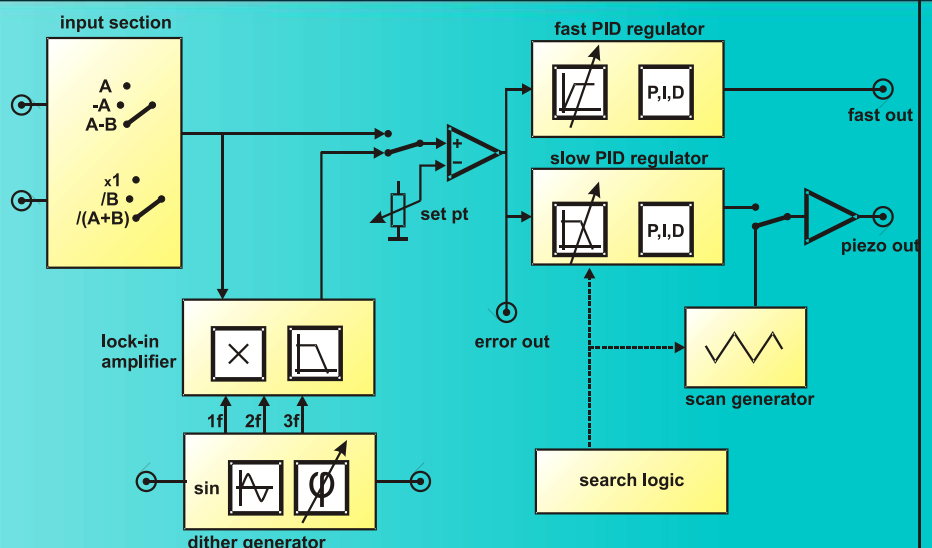 input section
A
-A
A-B
x1
/B
/(A+B)
fast PID regulator
P,I,D
fast out
+
−
set pt
slow PID regulator
P,I,D
piezo out
error out
lock-in
amplifier
scan generator
1f 2f 3f
sin
φ
search logic
dither generator